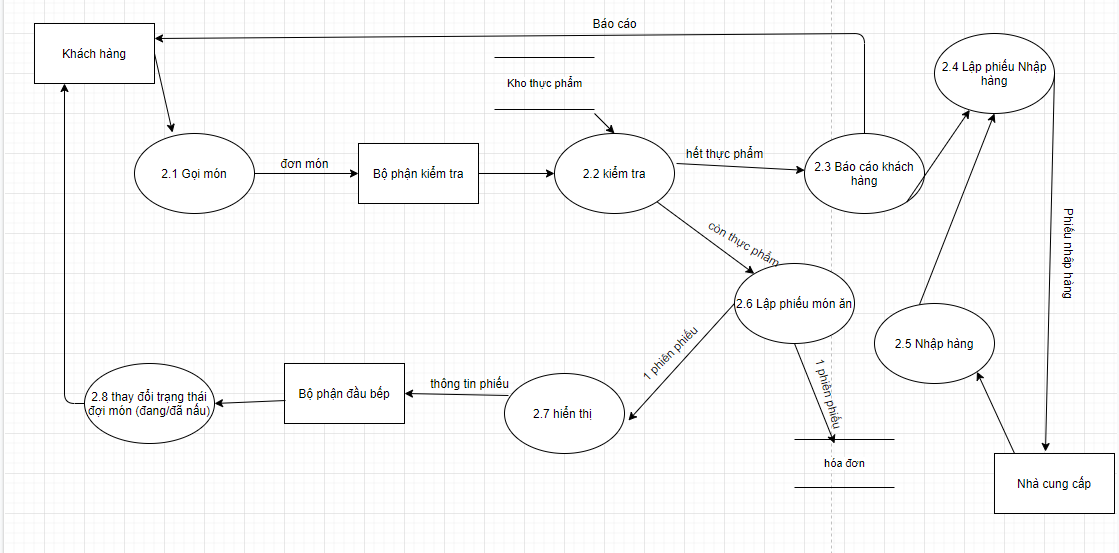 Báo cáo
Khách hàng
Kho thực phẩm
2.4 Lập phiếu Nhập
hàng
2.1 Gọi món
đơn món
Bộ phận kiểm tra
2.2 kiểm tra
hết thực phẩm
2.3 Báo cáo khách
hàng
còn thực phẩm
Phiếu nhập hàng
2.6 Lập phiếu món ăn
2.5 Nhập hàng
1 phiên phiếu
1 phiên phiếu
2.8 thay đổi trạng thái
đợi món (đang/đã nấu)
Bộ phận đầu bếp
thông tin phiếu
2.7 hiển thị
hóa đơn
Nhà cung cấp